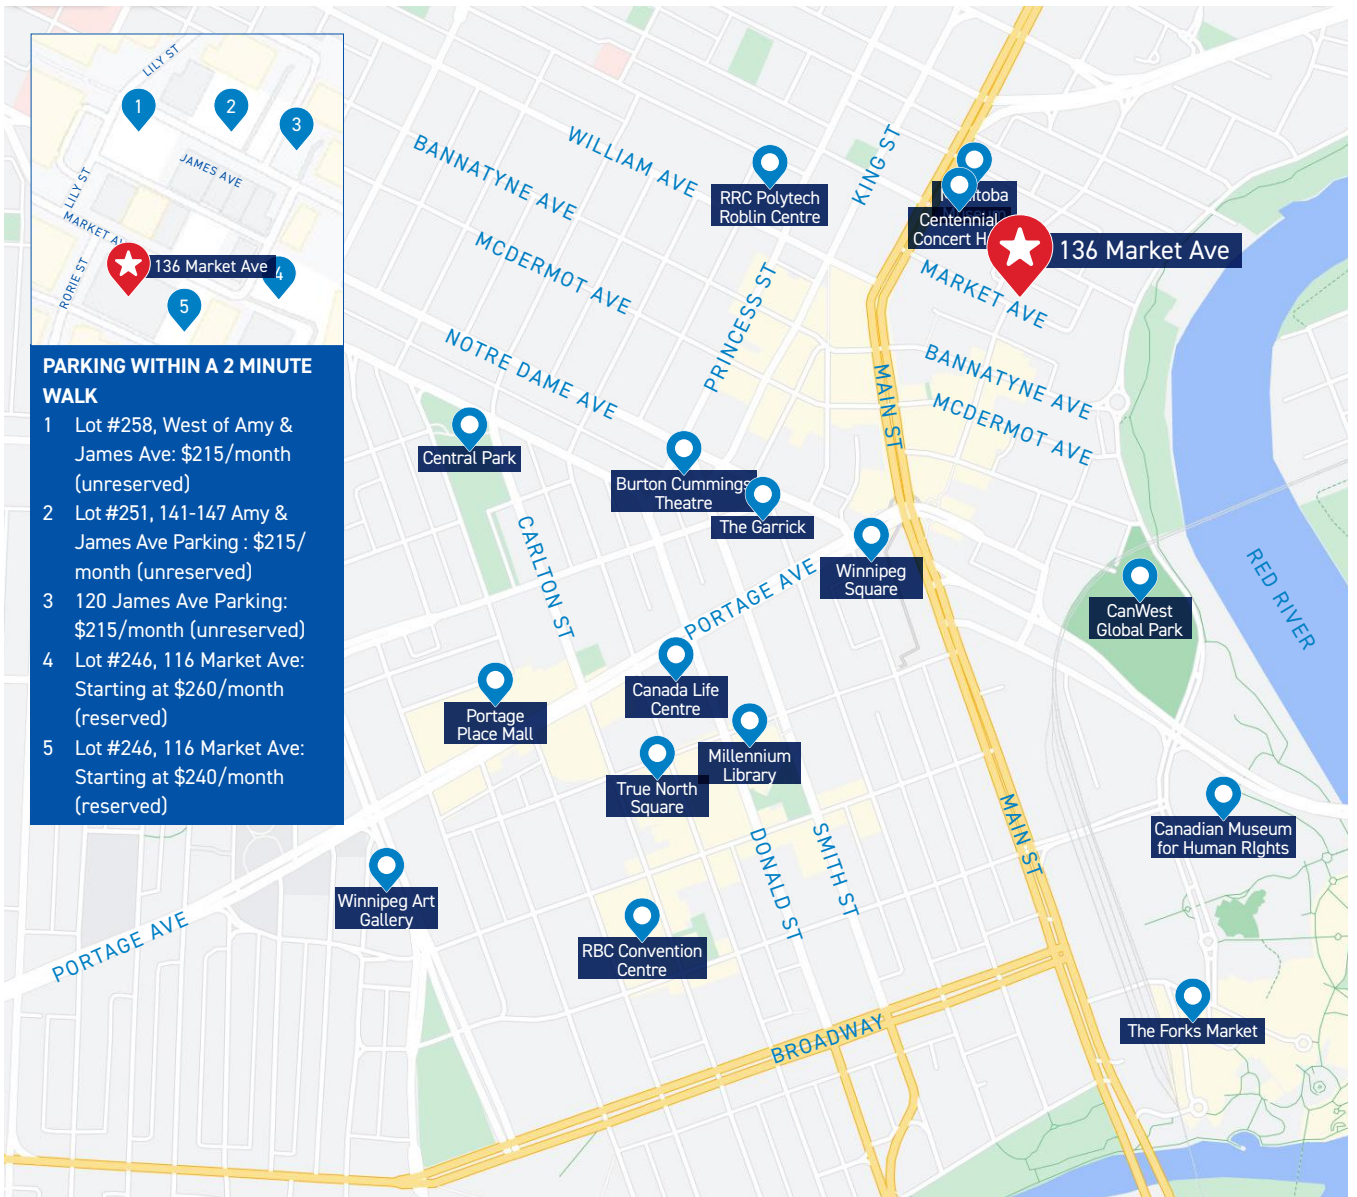 LILY ST
1
2
3
JAMES AVE
LILY ST
MARKET AV
136 Market Ave
4
RORIE ST
5
PARKING WITHIN A 2 MINUTE
WALK
1 Lot #258, West of Amy &
James Ave: $215/month
(unreserved)
2 Lot #251, 141-147 Amy &
James Ave Parking : $215/
month (unreserved)
3 120 James Ave Parking:
$215/month (unreserved)
4 Lot #246, 116 Market Ave:
Starting at $260/month
(reserved)
5 Lot #246, 116 Market Ave:
Starting at $240/month
(reserved)
WILLIAM AVE
BANNATYNE AVE
MCDERMOT AVE
NOTRE DAME AVE
KING ST
PRINCESS ST
RRC Polytech
Roblin Centre
Centennial
Concert H
136 Market Ave
MARKET AVE
BANNATYNE AVE
MCDERMOT AVE
MAIN ST
Central Park
Burton Cummings
Theatre
The Garrick
Winnipeg
Square
CARLTON ST
PORTAGE AVE
CanWest
Global Park
RED RIVER
Canada Life
Centre
Portage
Place Mall
Millennium
Library
True North
Square
MAIN ST
Canadian Museum
for Human RIghts
DONALD ST
SMITH ST
Winnipeg Art
Gallery
PORTAGE AVE
RBC Convention
Centre
BROADWAY
The Forks Market